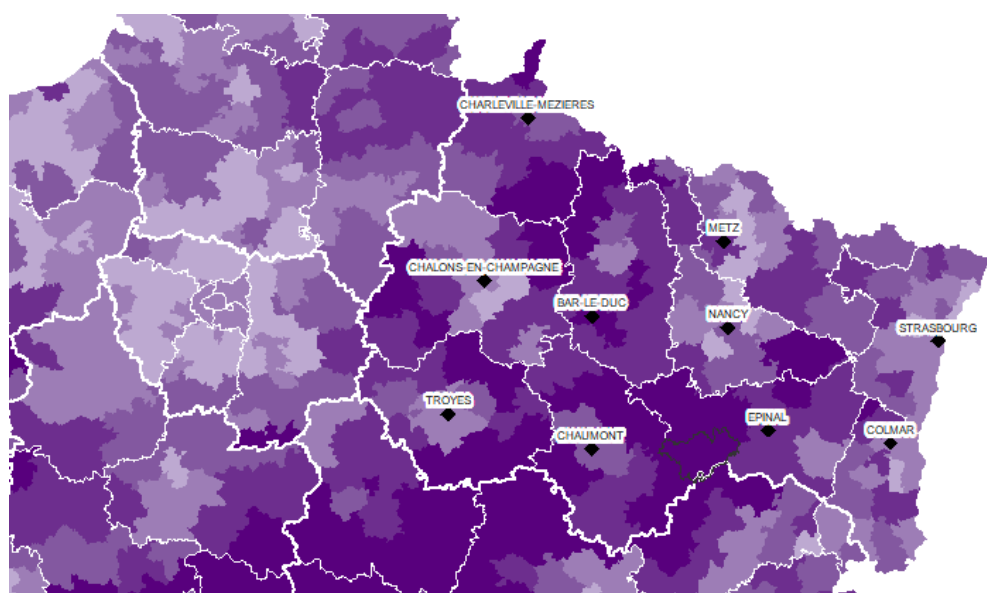 CHARLEVILLE-MEZIERES
METZ
CHALONS-EN-CHAMPAGNE
BAR-LE-DUC
NANCY
STRASBOURG
TROYES
EPINAL
COLMAR
CHAUMONT